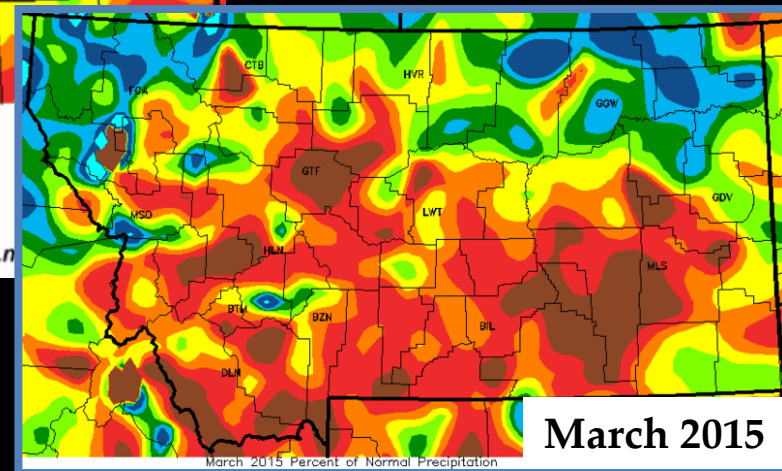 CTB
HVR
FCA
GGW
GTF
GDV
LWT
MSO
HLN
MLS
BTM
BZN
BIL
DLN
March 2015
March 2015 Percent of Normal Precipitation